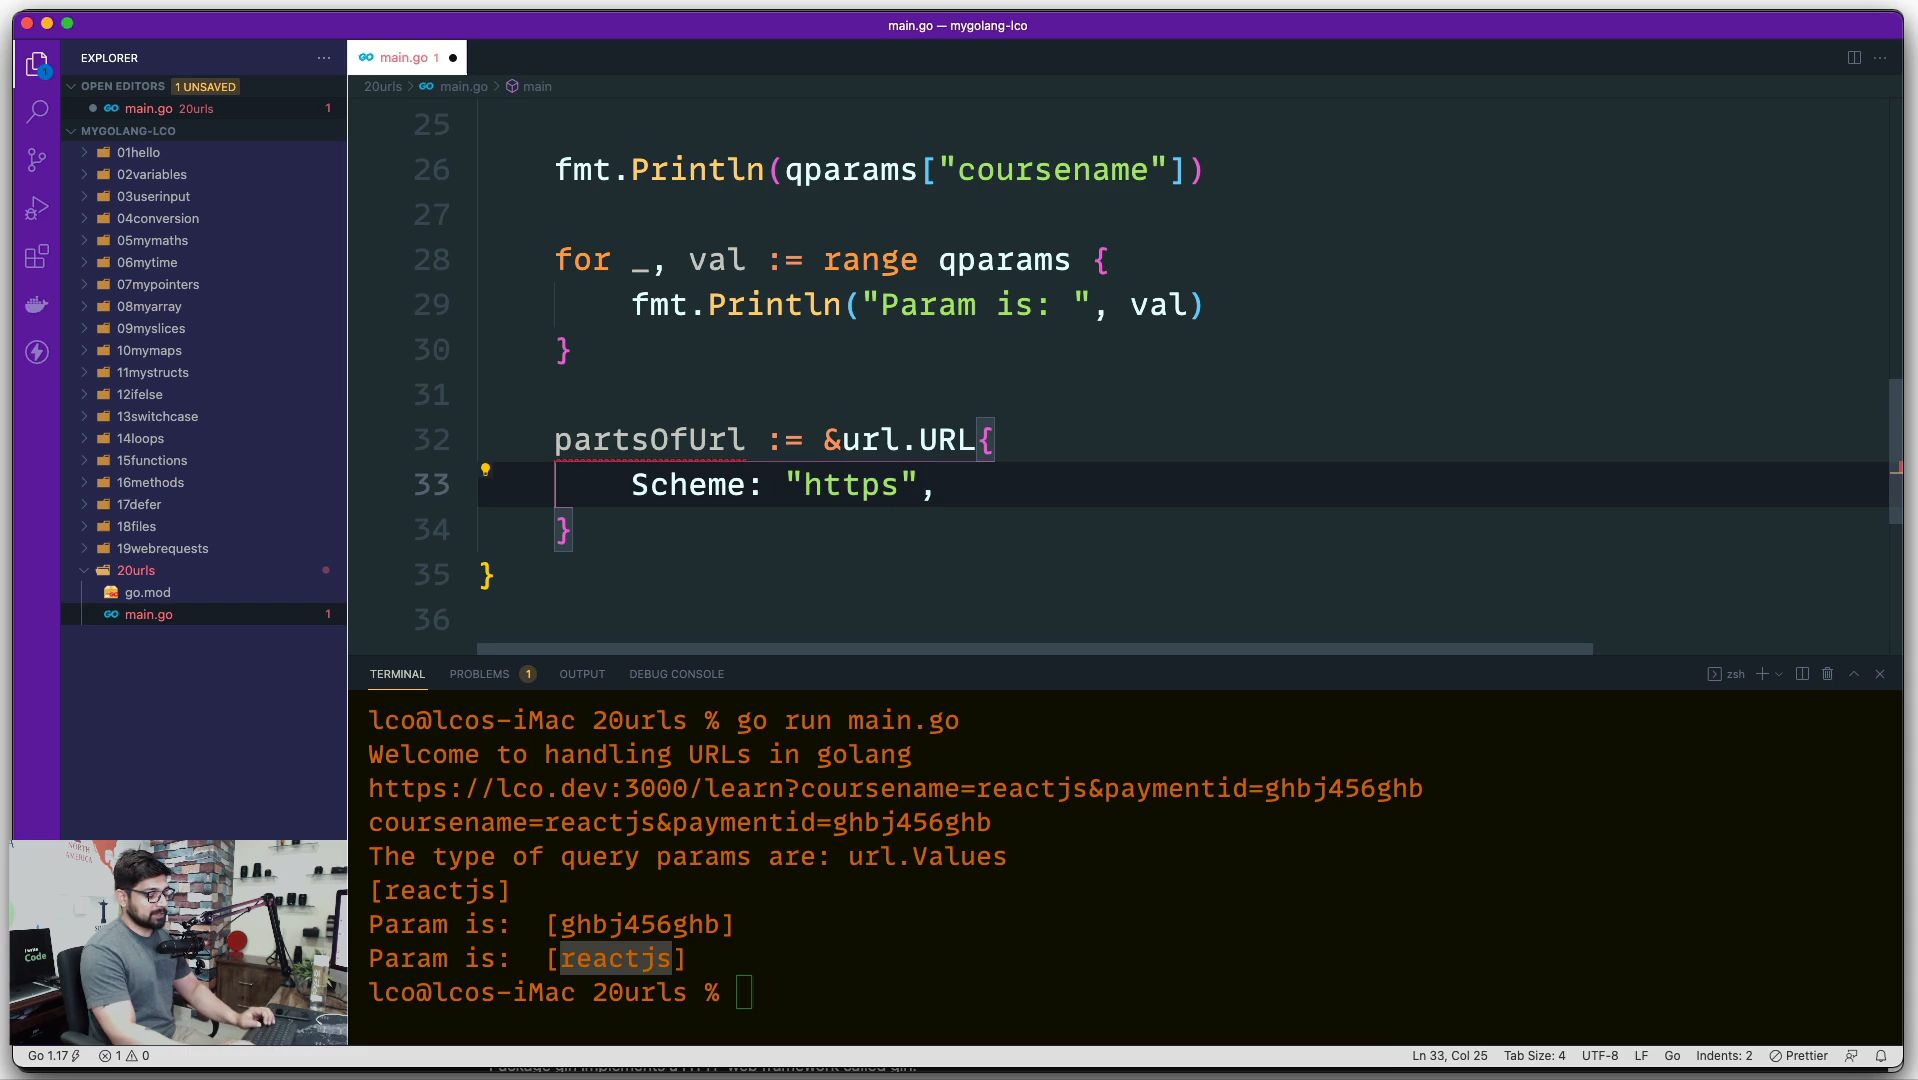 main.go — mygolang-lco
EXPLORER
main.go 1
OPEN EDITORS 1 UNSAVED
main.go 20urls 1
MYGOLANG-LCO
01hello
02variables
03userinput
04conversion
05mymaths
06mytime
07mypointers
08myarray
09myslices
10mymaps
11mystructs
12ifelse
13switchcase
14loops
15functions
16methods
17defer
18files
19webrequests
20urls
go.mod
main.go 1
20urls > main.go > main
25
26 fmt.Println(qparams["coursename"])
27
28 for _, val := range qparams {
29 fmt.Println("Param is: ", val)
30 }
31
32 partsOfUrl := &url.URL{
33 Scheme: "https",
34 }
35 }
36
TERMINAL PROBLEMS 1 OUTPUT DEBUG CONSOLE zsh
lco@lcos-iMac 20urls % go run main.go
Welcome to handling URLs in golang
https://lco.dev:3000/learn?coursename=reactjs&paymentid=ghbj456ghb
coursename=reactjs&paymentid=ghbj456ghb
The type of query params are: url.Values
[reactjs]
Param is:  [ghbj456ghb]
Param is:  [reactjs]
lco@lcos-iMac 20urls %
NORTH
AMERICA
I write
Code
Go 1.17 1 0 Ln 33, Col 25 Tab Size: 4 UTF-8 LF Go Indents: 2 Prettier